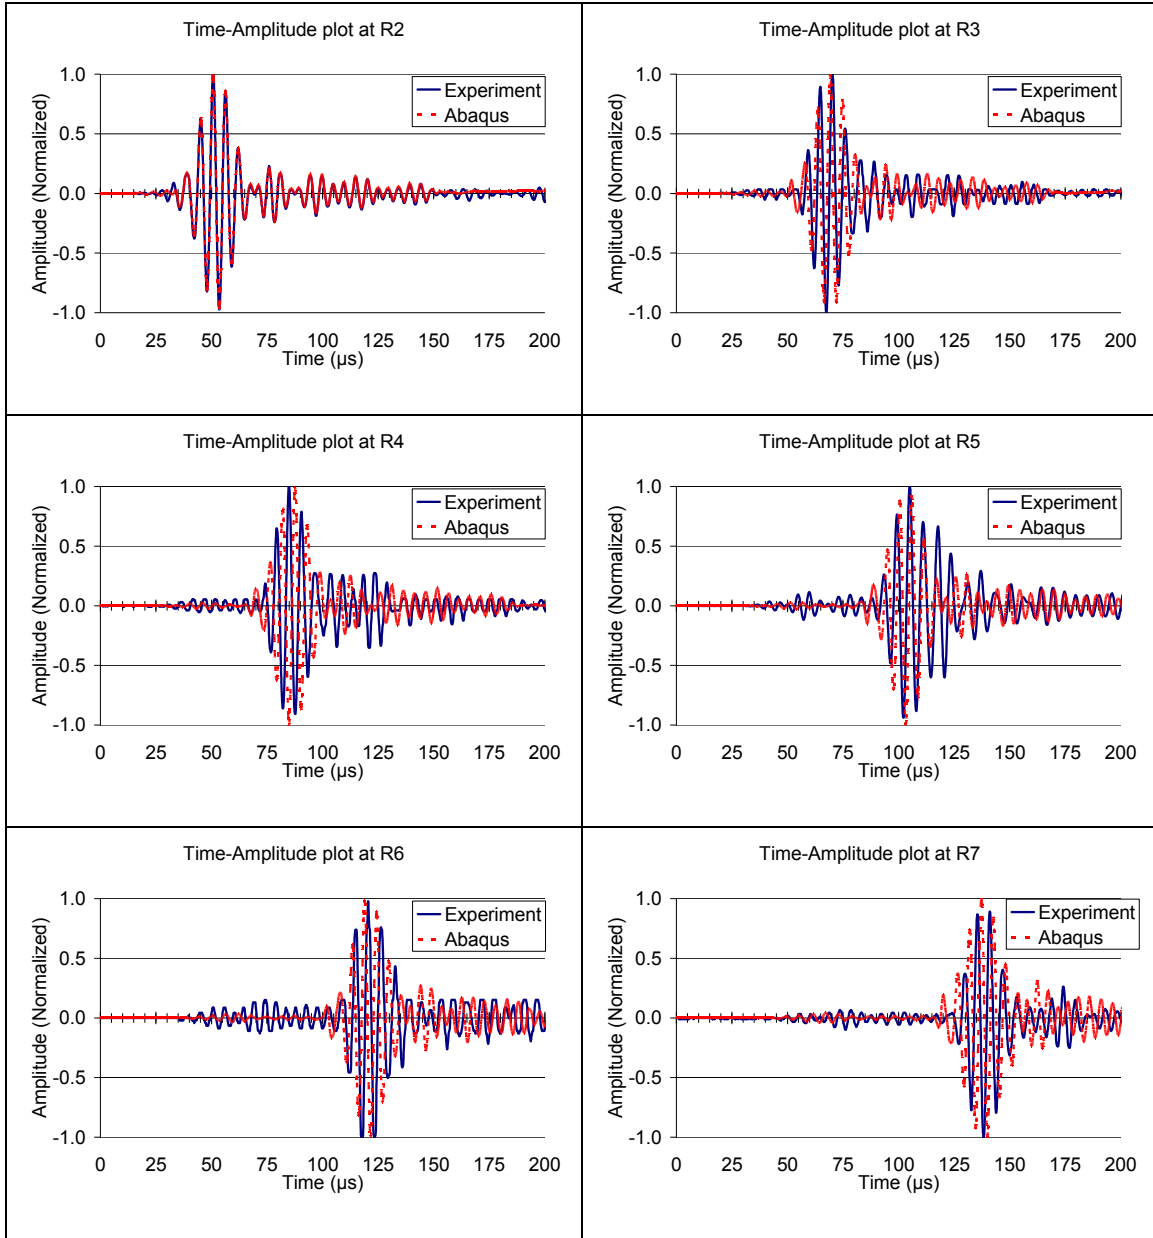 Time-Amplitude plot at R2
Amplitude (Normalized)
1.0
0.5
0.0
-0.5
-1.0
Experiment
Abaqus
0 25 50 75 100 125 150 175 200
Time (µs)
Time-Amplitude plot at R3
Amplitude (Normalized)
1.0
0.5
0.0
-0.5
-1.0
Experiment
Abaqus
0 25 50 75 100 125 150 175 200
Time (µs)
Time-Amplitude plot at R4
Amplitude (Normalized)
1.0
0.5
0.0
-0.5
-1.0
Experiment
Abaqus
0 25 50 75 100 125 150 175 200
Time (µs)
Time-Amplitude plot at R5
Amplitude (Normalized)
1.0
0.5
0.0
-0.5
-1.0
Experiment
Abaqus
0 25 50 75 100 125 150 175 200
Time (µs)
Time-Amplitude plot at R6
Amplitude (Normalized)
1.0
0.5
0.0
-0.5
-1.0
Experiment
Abaqus
0 25 50 75 100 125 150 175 200
Time (µs)
Time-Amplitude plot at R7
Amplitude (Normalized)
1.0
0.5
0.0
-0.5
-1.0
Experiment
Abaqus
0 25 50 75 100 125 150 175 200
Time (µs)